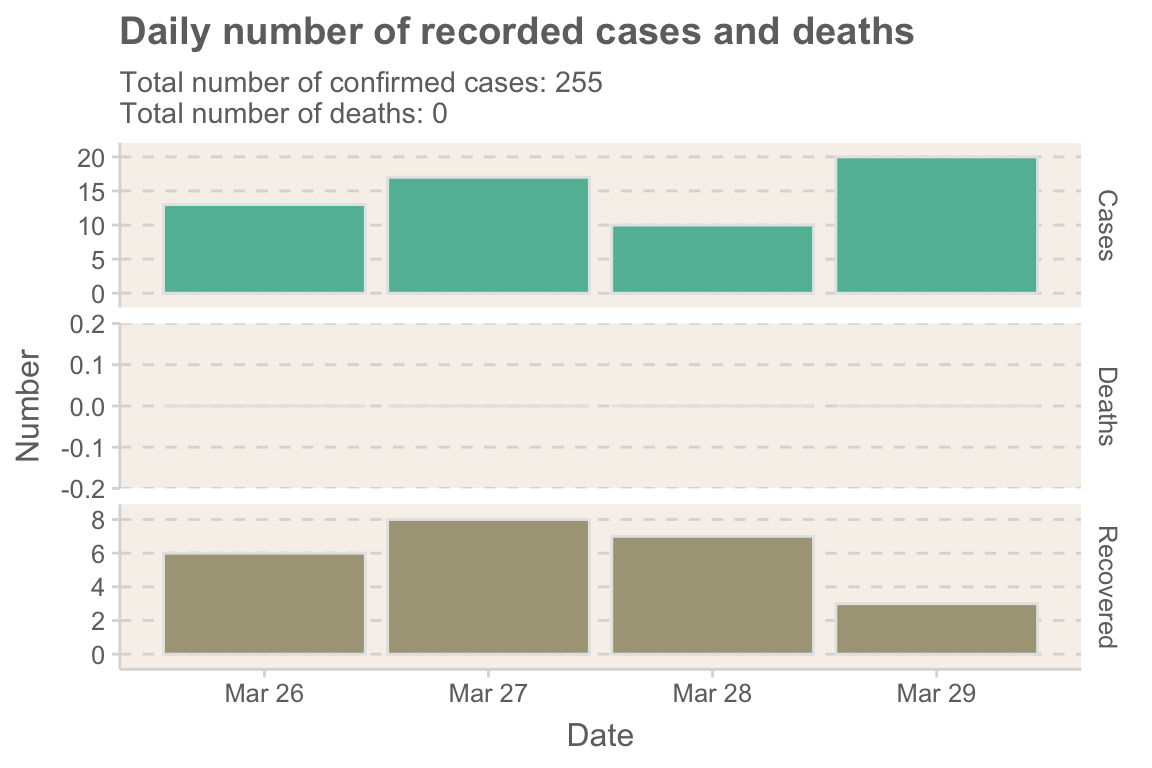 Daily number of recorded cases and deaths
Total number of confirmed cases: 255
Total number of deaths: 0
20
15
10
5
0
Cases
0.2
0.1
0.0
-0.1
-0.2
Deaths
Number
8
6
4
2
0
Recovered
Mar 26 Mar 27 Mar 28 Mar 29
Date